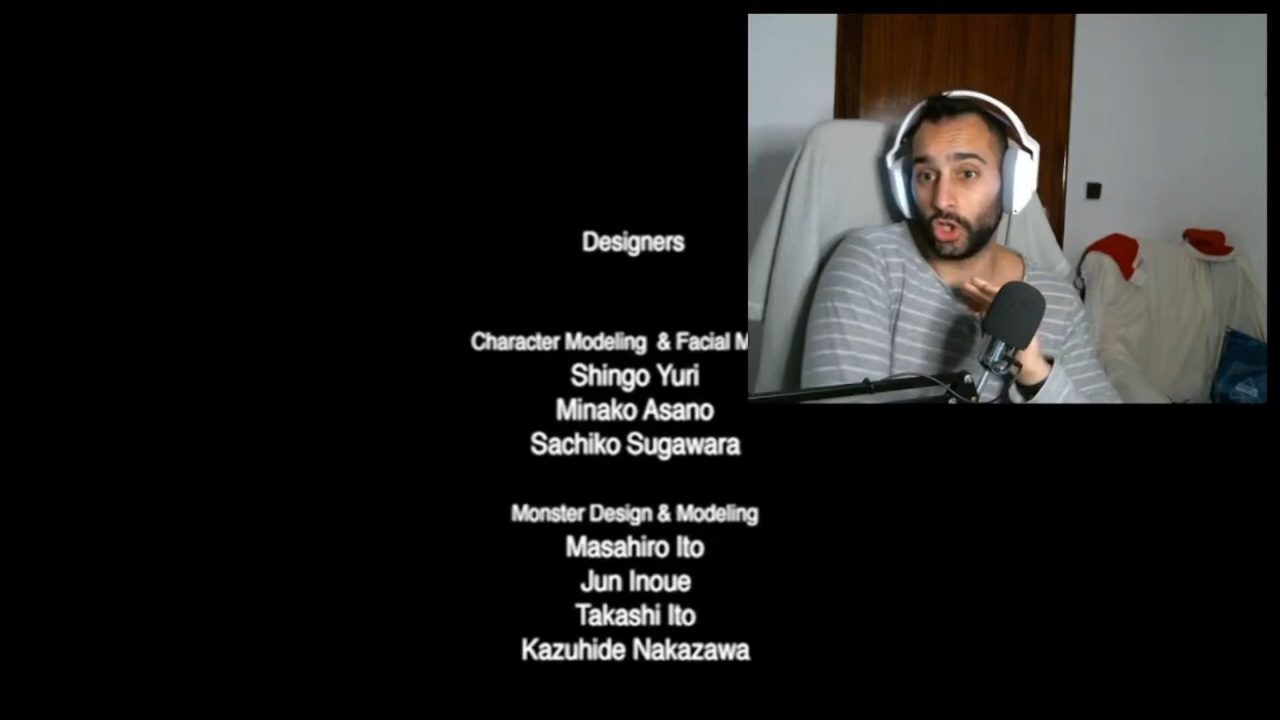 Designers
Character Modeling & Facial M
Shingo Yuri
Minako Asano
Sachiko Sugawara
Monster Design & Modeling
Masahiro Ito
Jun Inoue
Takashi Ito
Kazuhide Nakazawa